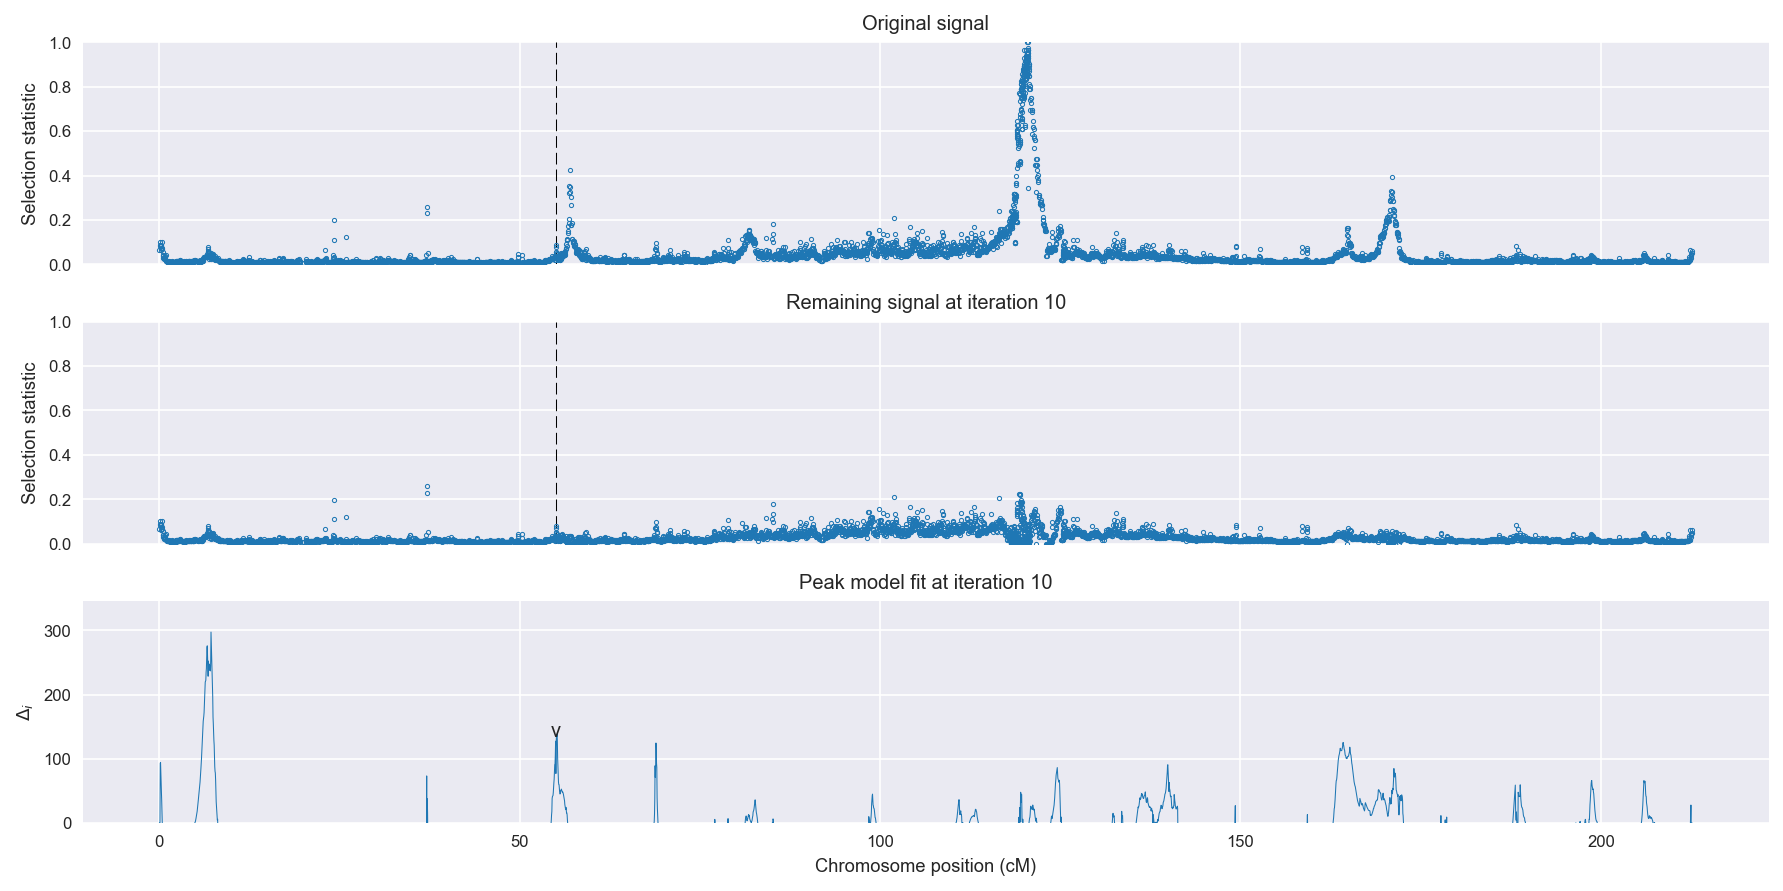 Original signal
1.0
0.8
0.6
0.4
0.2
0.0
Selection statistic
Remaining signal at iteration 10
1.0
0.8
0.6
0.4
0.2
0.0
Selection statistic
Peak model fit at iteration 10
300
200
100
0
Δi
v
0 50 100 150 200
Chromosome position (cM)